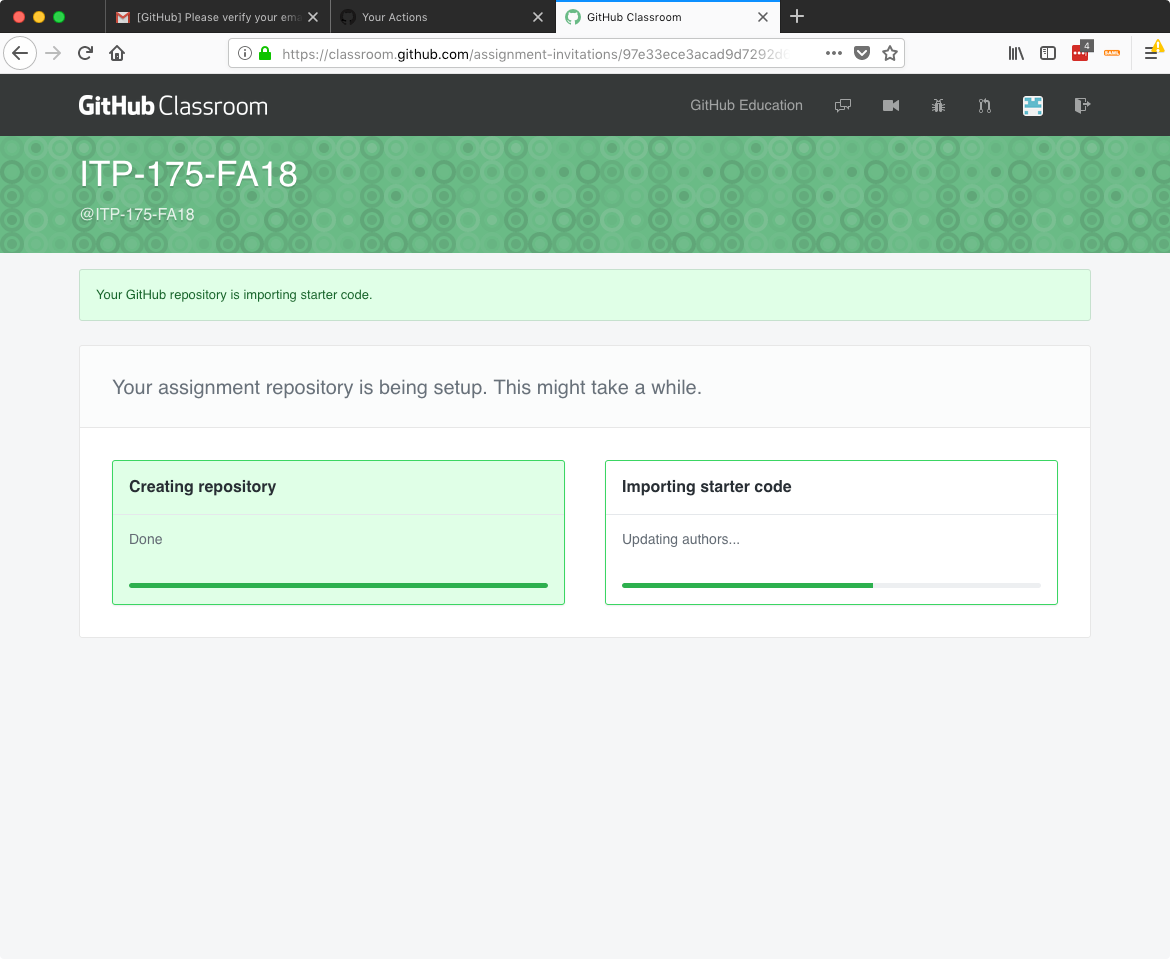 [GitHub] Please verify your ema
Your Actions
GitHub Classroom
https://classroom.github.com/assignment-invitations/97e33ece3acad9d7292d
4
GitHub Classroom
GitHub Education
ITP-175-FA18
@ITP-175-FA18
Your GitHub repository is importing starter code.
Your assignment repository is being setup. This might take a while.
Creating repository
Importing starter code
Done
Updating authors...